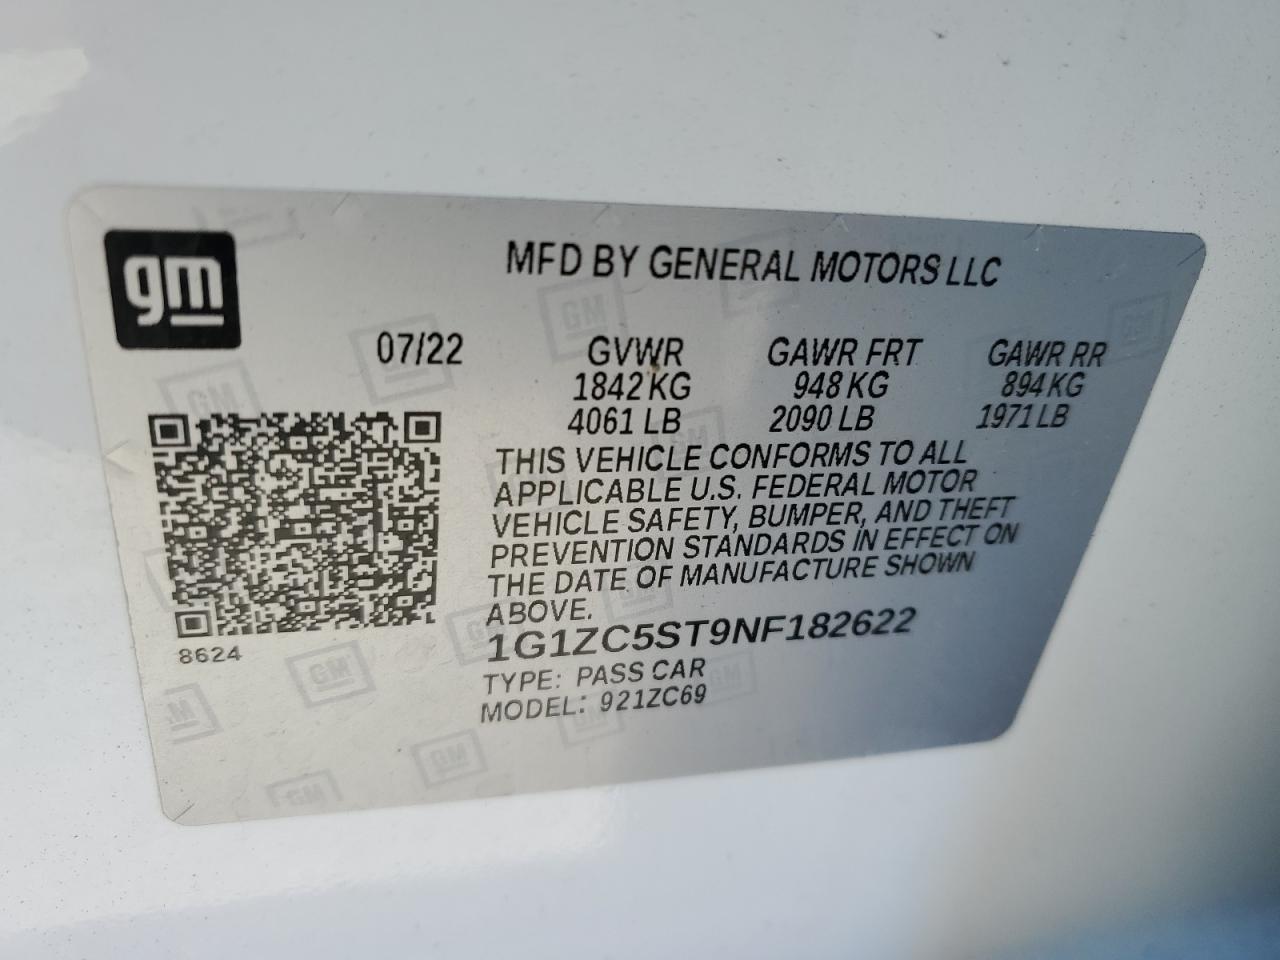 gm
MFD BY GENERAL MOTORS LLC
07/22 GVWR GAWR FRT GAWR RR
1842 KG 948 KG 894 KG
4061 LB 2090 LB 1971 LB
THIS VEHICLE CONFORMS TO ALL
APPLICABLE U.S. FEDERAL MOTOR
VEHICLE SAFETY, BUMPER, AND THEFT
PREVENTION STANDARDS IN EFFECT ON
THE DATE OF MANUFACTURE SHOWN
ABOVE.
1G1ZC5ST9NF182622
8624
TYPE: PASS CAR
MODEL: 921ZC69